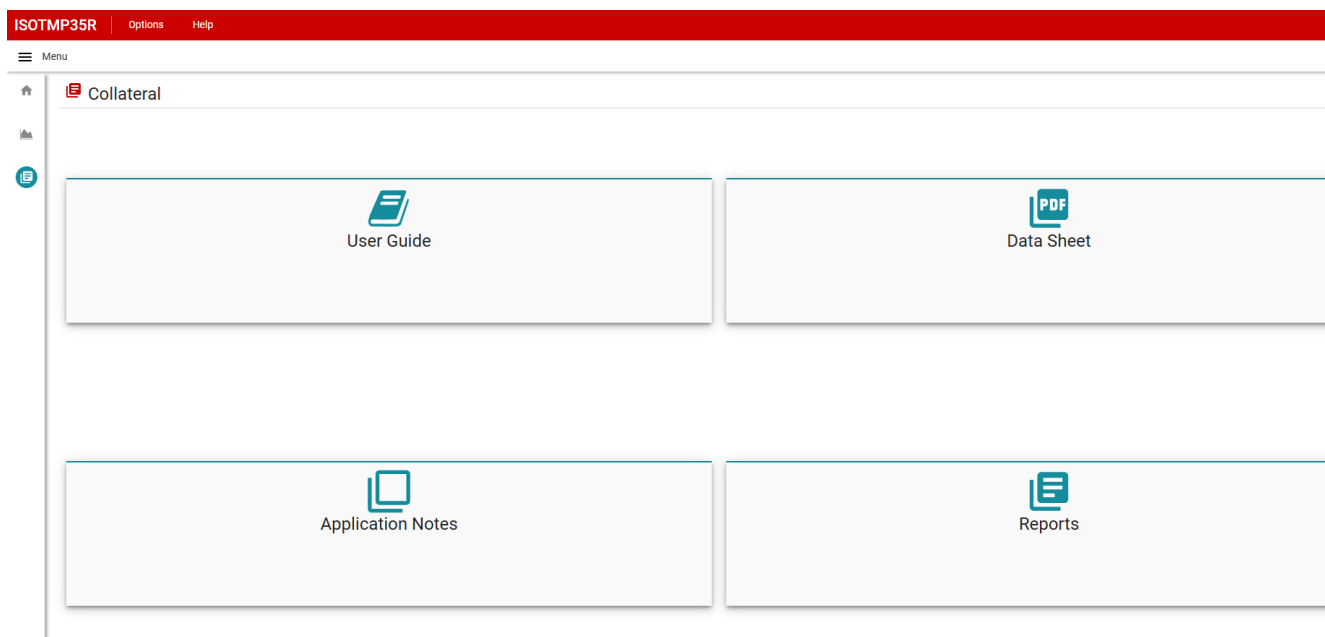 ISOTMP35R Options Help
Menu
Collateral
User Guide
PDF
Data Sheet
Application Notes
Reports